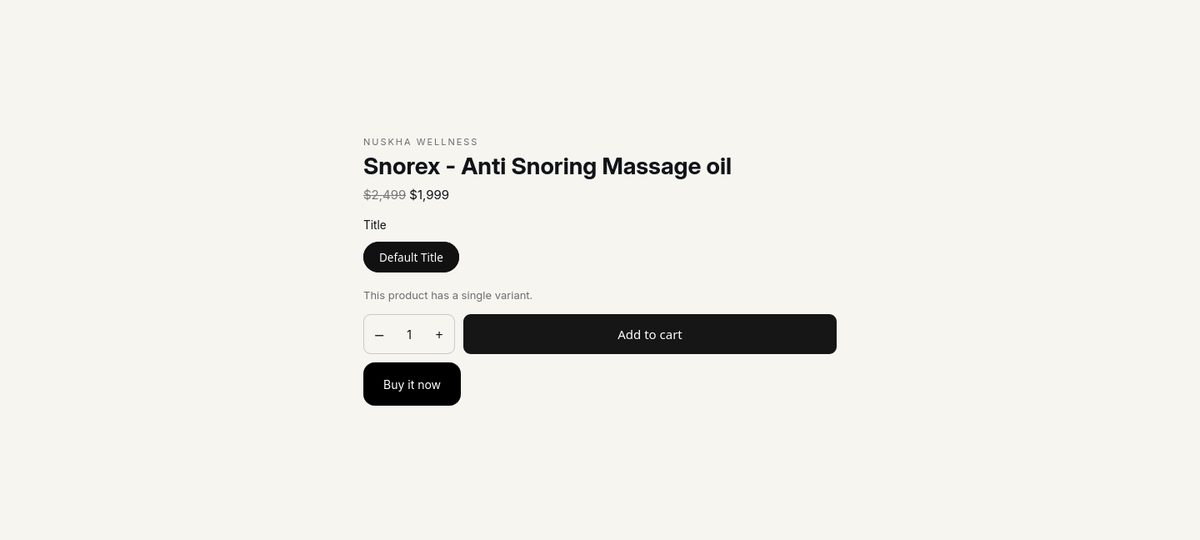 NUSKHA WELLNESS
Snorex - Anti Snoring Massage oil
$2,499 $1,999
Title
Default Title
This product has a single variant.
– 1 + Add to cart
Buy it now